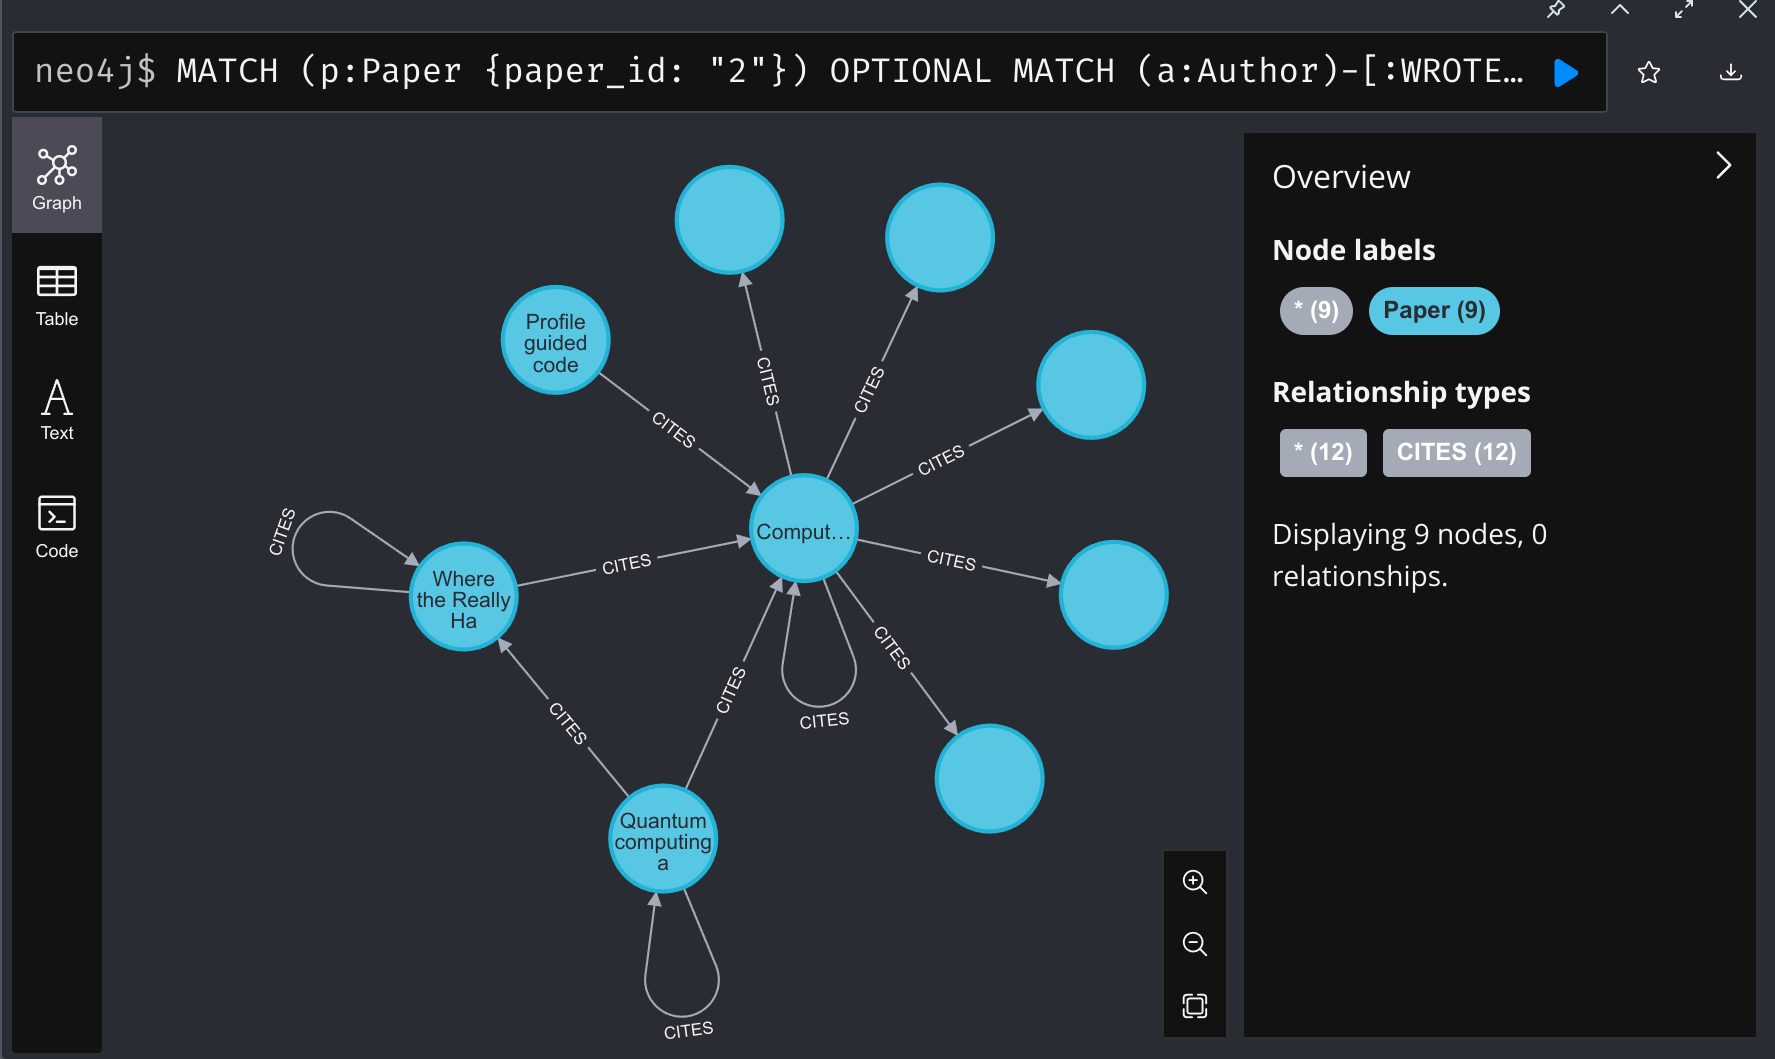 neo4j$ MATCH (p:Paper {paper_id: "2"}) OPTIONAL MATCH (a:Author)-[:WROTE…
Graph
Table
Text
Code
Profile
guided
code
CITES
CITES
CITES
CITES
CITES
CITES
CITES
CITES
CITES
CITES
CITES
CITES
Comput…
Where
the Really
Ha
Quantum
computing
a
Overview
Node labels
* (9)
Paper (9)
Relationship types
* (12)
CITES (12)
Displaying 9 nodes, 0
relationships.